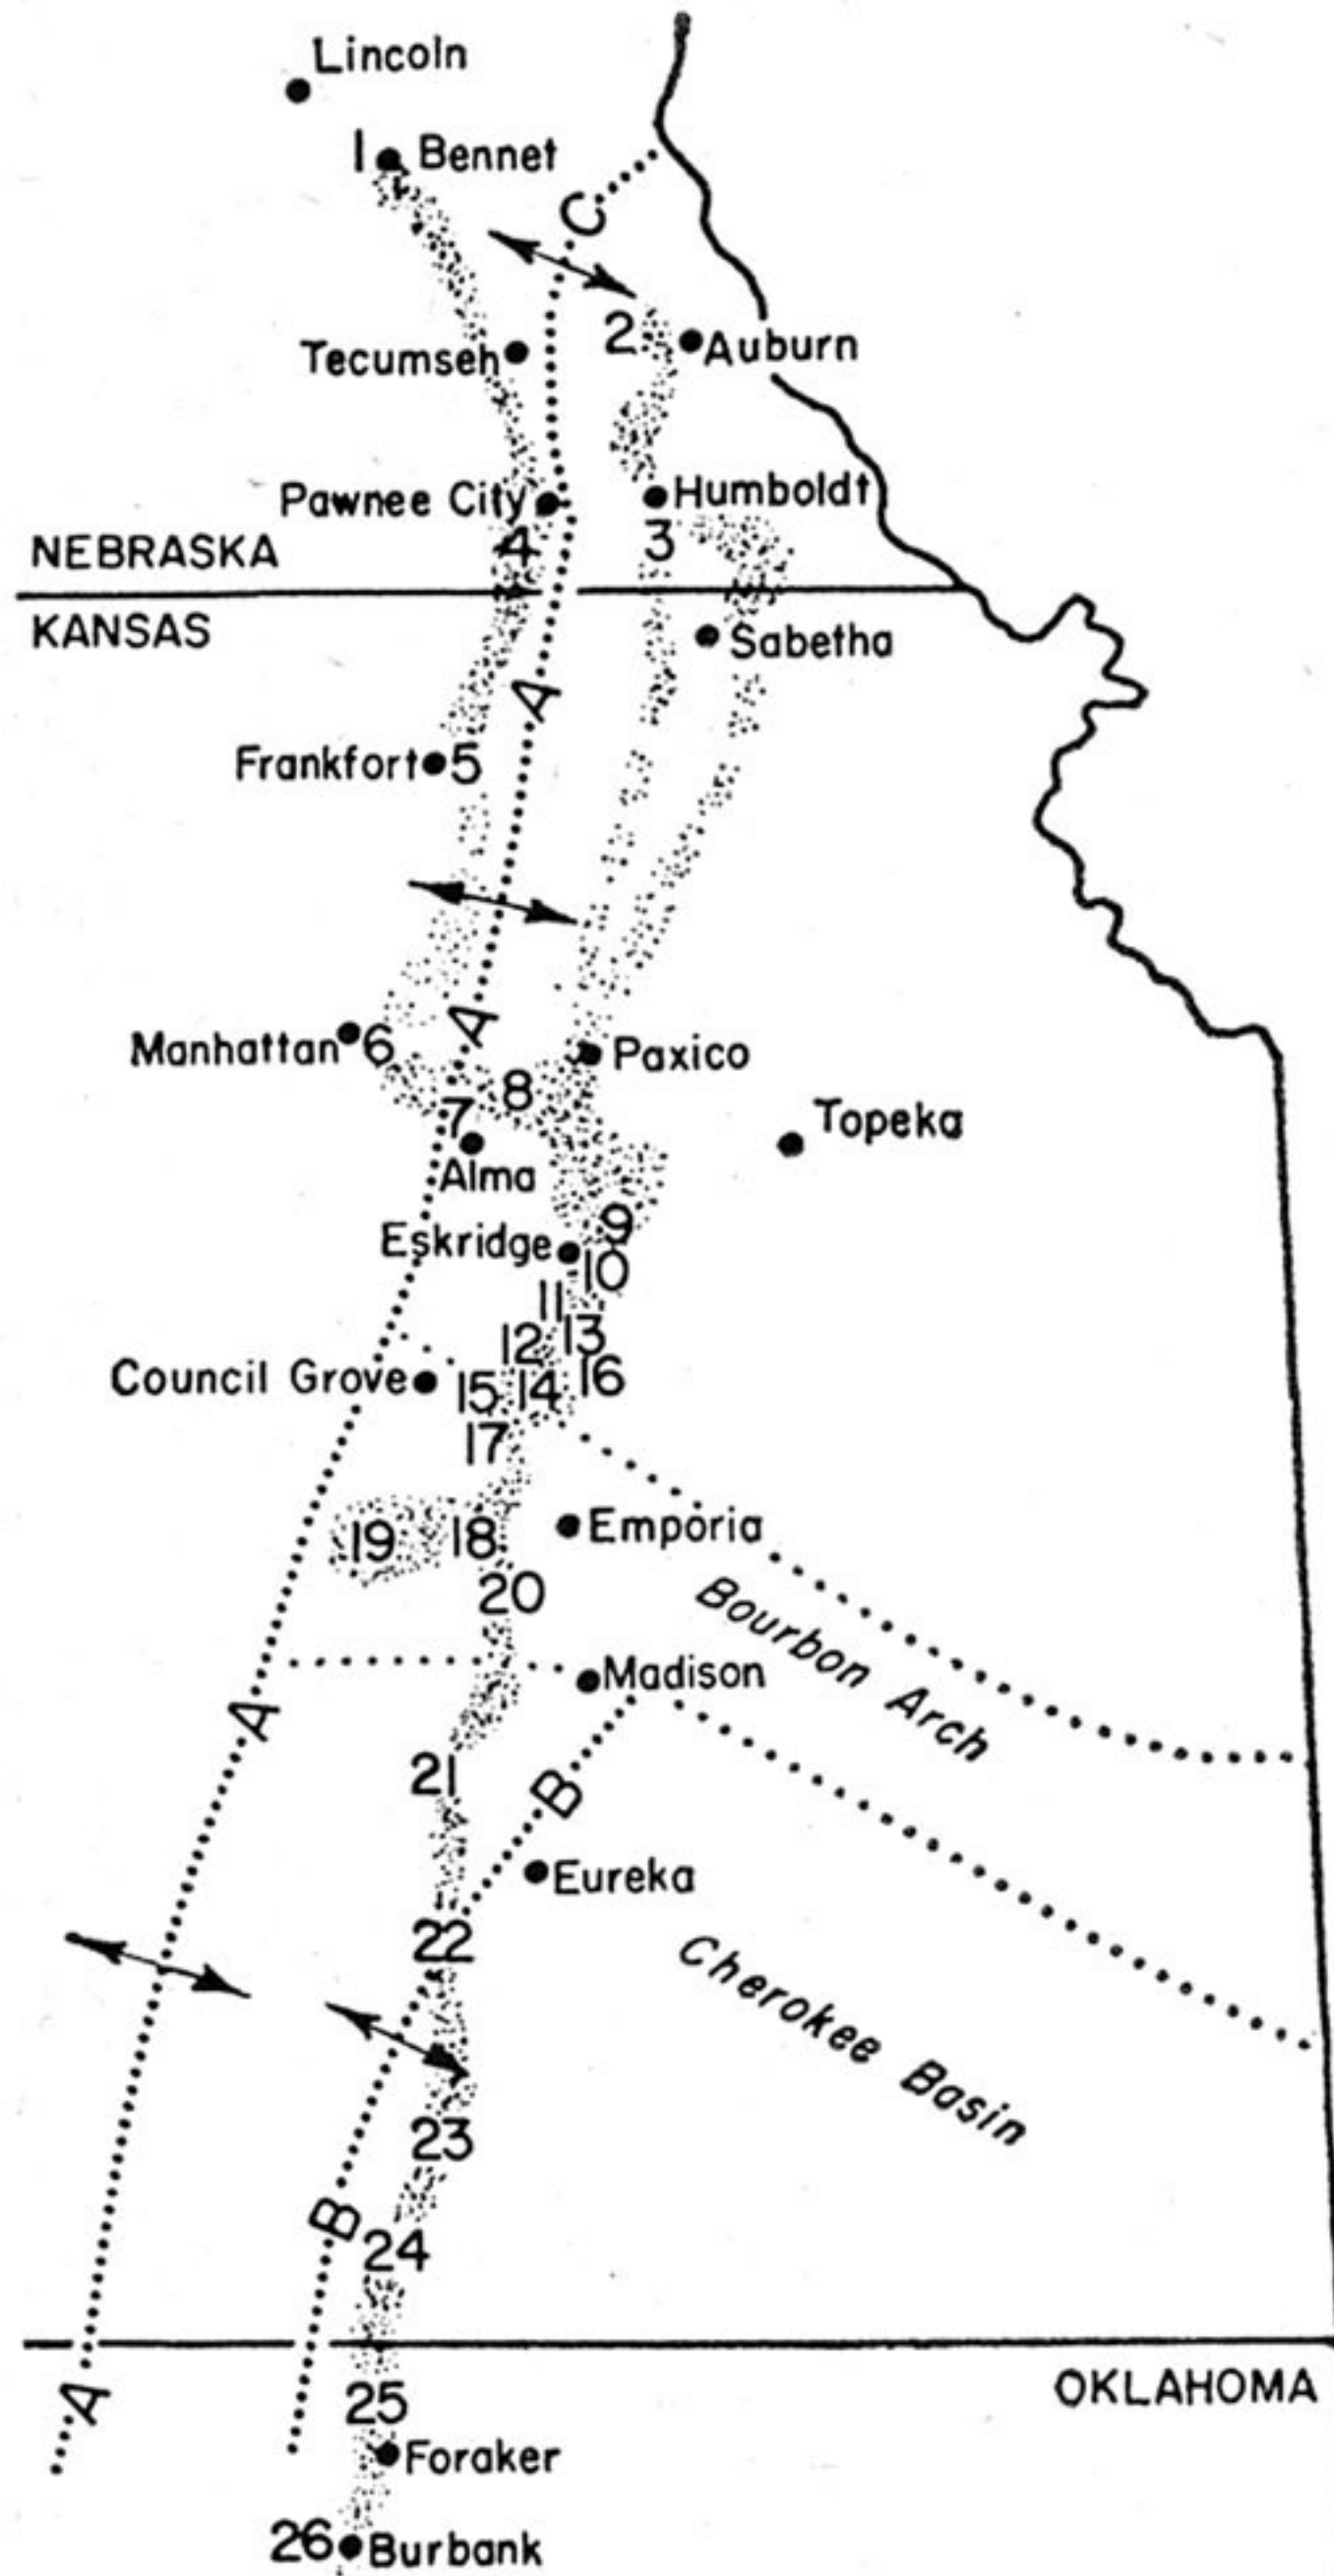 Lincoln
1 Bennet
C
2 Auburn
Tecumseh
Pawnee City Humboldt
4 3
NEBRASKA
KANSAS
Sabetha
A
Frankfort 5
A
Manhattan 6 Paxico
8
7 Topeka
Alma
9
Eskridge 10
11
12 13
Council Grove 15 14 16
17
19 18 Emporia
20
Bourbon Arch
Madison
A
21
B
Eureka
22
Cherokee Basin
23
B
24
OKLAHOMA
A
25
Foraker
26 Burbank